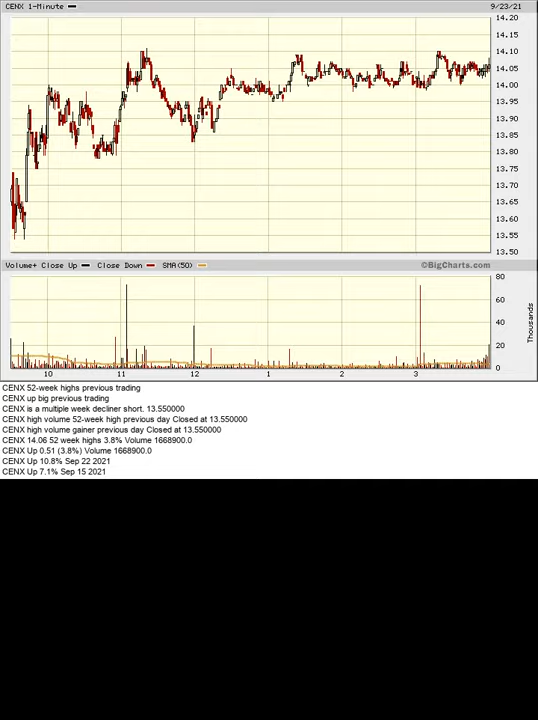 CENX 1-Minute 9/23/21
14.20
14.15
14.10
14.05
14.00
13.95
13.90
13.85
13.80
13.75
13.70
13.65
13.60
13.55
13.50
Volume+ Close Up Close Down SMA(50) ©BigCharts.com
80
60
40
20
0
Thousands
10 11 12 1 2 3
CENX 52-week highs previous trading
CENX up big previous trading
CENX is a multiple week decliner short. 13.550000
CENX high volume 52-week high previous day Closed at 13.550000
CENX high volume gainer previous day Closed at 13.550000
CENX 14.06 52 week highs 3.8% Volume 1668900.0
CENX Up 0.51 (3.8%) Volume 1668900.0
CENX Up 10.8% Sep 22 2021
CENX Up 7.1% Sep 15 2021